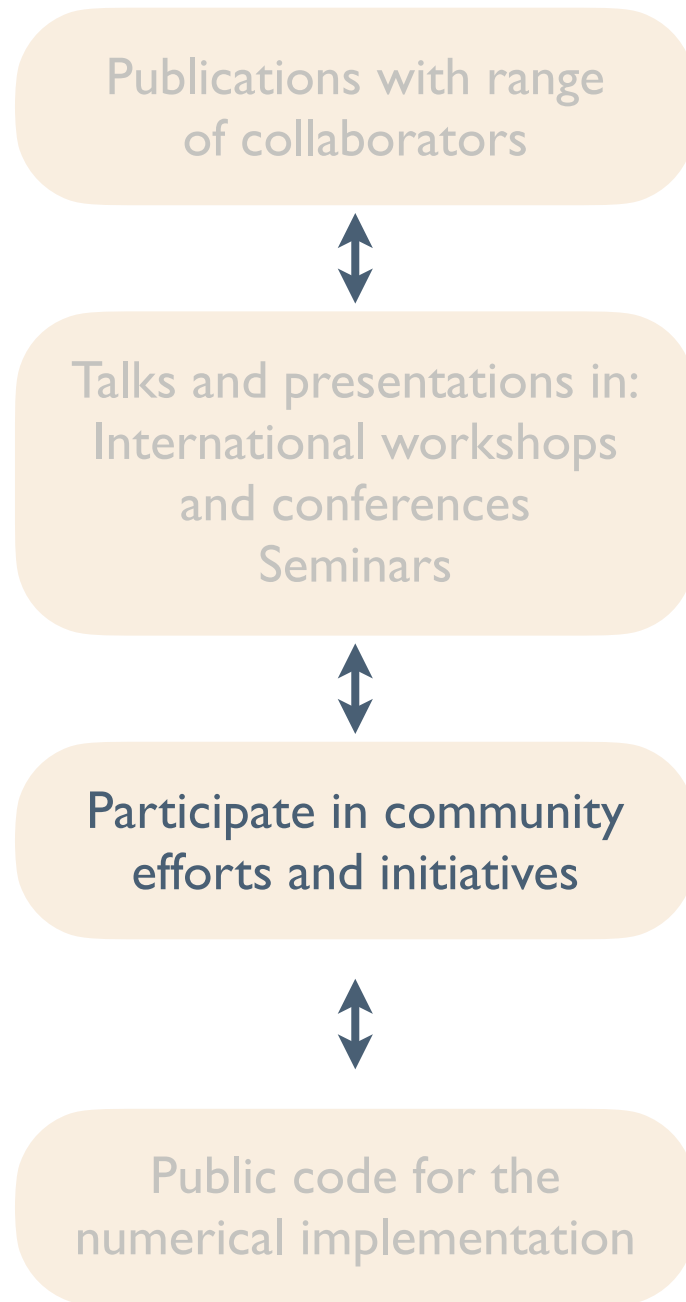 Publications with range
of collaborators
Talks and presentations in:
International workshops
and conferences
Seminars
Participate in community
efforts and initiatives
Public code for the
numerical implementation